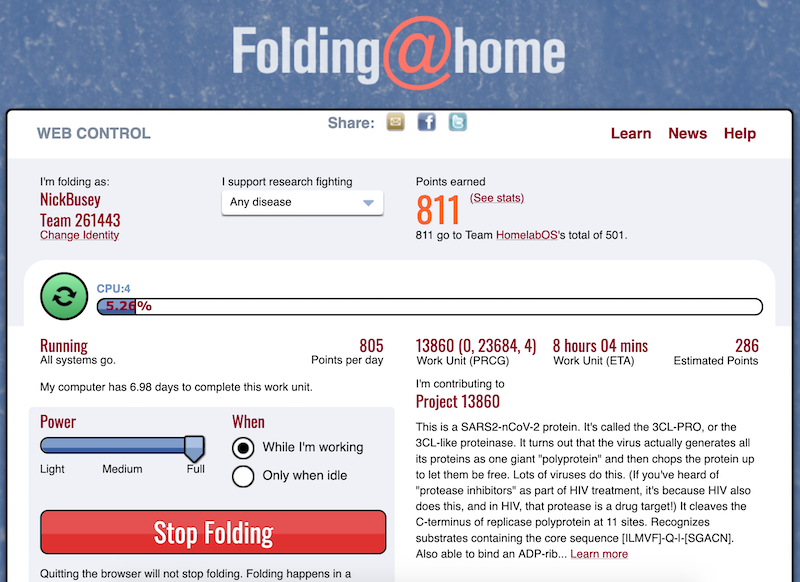 Folding@home
WEB CONTROL
Share:
Learn News Help
I'm folding as:
NickBusey
Team 261443
Change Identity
I support research fighting
Any disease
Points earned
811 (See stats)
811 go to Team HomelabOS's total of 501.
CPU:4
5.26%
Running
All systems go.
805
Points per day
My computer has 6.98 days to complete this work unit.
Power
Light Medium Full
When
While I'm working
Only when idle
Stop Folding
Quitting the browser will not stop folding. Folding happens in a
13860 (0, 23684, 4)
Work Unit (PRCG)
8 hours 04 mins
Work Unit (ETA)
286
Estimated Points
I'm contributing to
Project 13860
This is a SARS2-nCoV-2 protein. It's called the 3CL-PRO, or the
3CL-like proteinase. It turns out that the virus actually generates all
its proteins as one giant "polyprotein" and then chops the protein up
to let them be free. Lots of viruses do this. (If you've heard of
"protease inhibitors" as part of HIV treatment, it's because HIV also
does this, and in HIV, that protease is a drug target!) It cleaves the
C-terminus of replicase polyprotein at 11 sites. Recognizes
substrates containing the core sequence [ILMVF]-Q-I-[SGACN].
Also able to bind an ADP-rib... Learn more